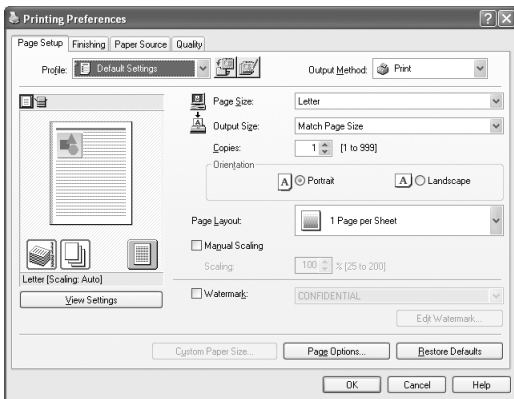 Printing Preferences
Page Setup Finishing Paper Source Quality
Profile: Default Settings Output Method: Print
Page Size: Letter
Output Size: Match Page Size
Copies: 1 [1 to 999]
Orientation
A Portrait A Landscape
Page Layout: 1 Page per Sheet
Manual Scaling
Scaling: 100 % [25 to 200]
Letter [Scaling: Auto]
View Settings
Watermark: CONFIDENTIAL
Edit Watermark...
Custom Paper Size... Page Options... Restore Defaults
OK Cancel Help